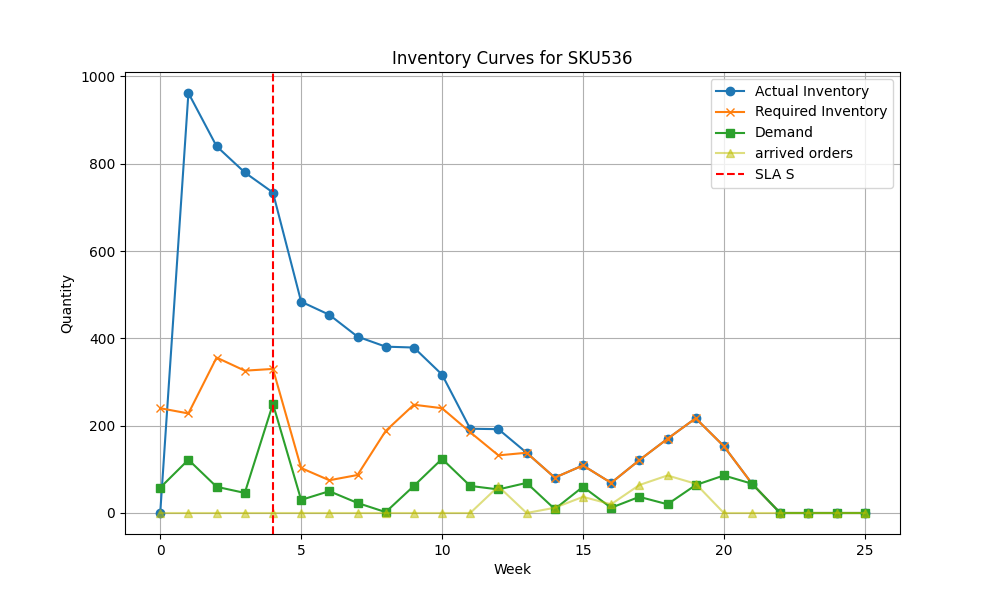 Inventory Curves for SKU536
1000
800
600
400
200
0
Quantity
Actual Inventory
Required Inventory
Demand
arrived orders
SLA S
0 5 10 15 20 25
Week